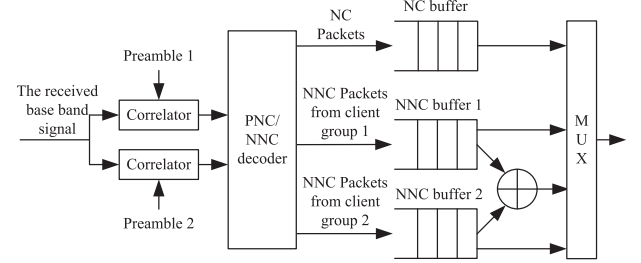 NC
Packets
NC buffer
Preamble 1
The received
base band
signal
Correlator
Correlator
Preamble 2
PNC/
NNC
decoder
NNC Packets
from client
group 1
NNC buffer 1
NNC Packets
from client
group 2
NNC buffer 2
M
U
X